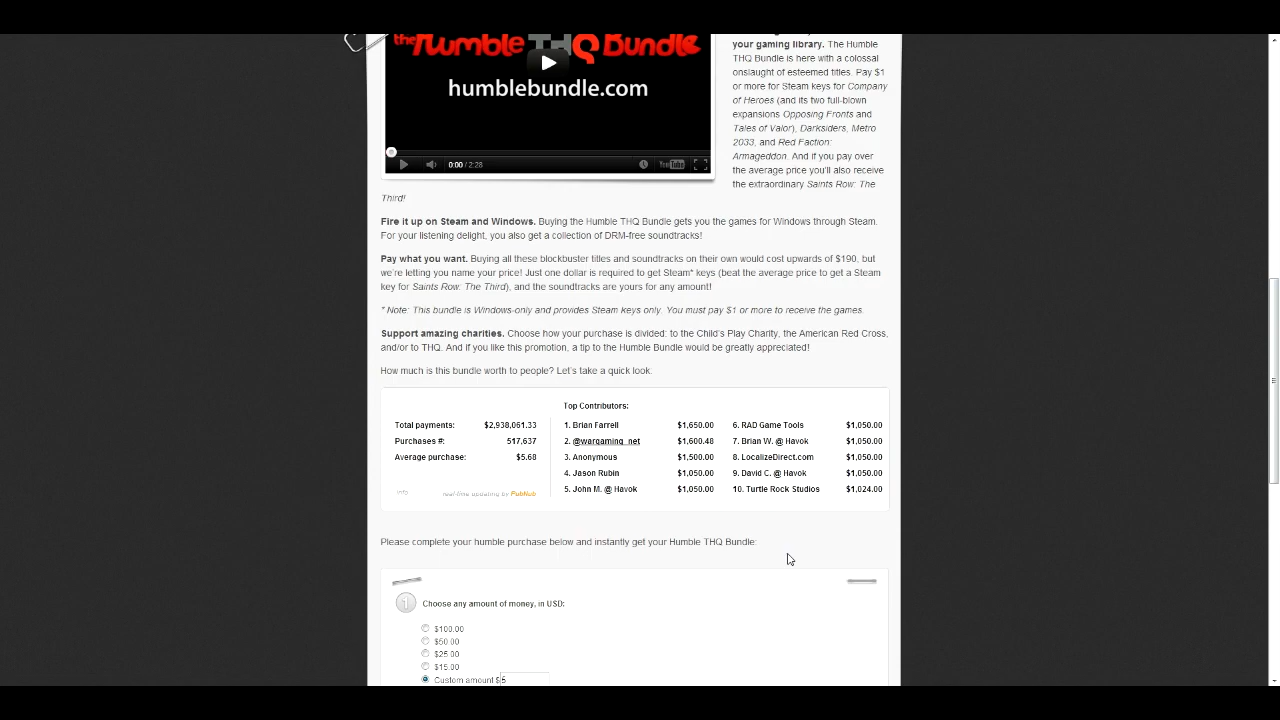 the Humble THQ Bundle
humblebundle.com
0:00 / 2:28
YouTube
your gaming library. The Humble
THQ Bundle is here with a colossal
onslaught of esteemed titles. Pay $1
or more for Steam keys for Company
of Heroes (and its two full-blown
expansions Opposing Fronts and
Tales of Valor), Darksiders, Metro
2033, and Red Faction:
Armageddon. And if you pay over
the average price you'll also receive
the extraordinary Saints Row: The
Third!
Fire it up on Steam and Windows. Buying the Humble THQ Bundle gets you the games for Windows through Steam.
For your listening delight, you also get a collection of DRM-free soundtracks!
Pay what you want. Buying all these blockbuster titles and soundtracks on their own would cost upwards of $190, but
we're letting you name your price! Just one dollar is required to get Steam* keys (beat the average price to get a Steam
key for Saints Row: The Third), and the soundtracks are yours for any amount!
* Note: This bundle is Windows-only and provides Steam keys only. You must pay $1 or more to receive the games.
Support amazing charities. Choose how your purchase is divided: to the Child's Play Charity, the American Red Cross,
and/or to THQ. And if you like this promotion, a tip to the Humble Bundle would be greatly appreciated!
How much is this bundle worth to people? Let's take a quick look:
Total payments: $2,938,061.33
Purchases #: 517,637
Average purchase: $5.68
info real-time updating by PubNub
Top Contributors:
1. Brian Farrell $1,650.00
2. @wargaming_net $1,600.48
3. Anonymous $1,500.00
4. Jason Rubin $1,050.00
5. John M. @ Havok $1,050.00
6. RAD Game Tools $1,050.00
7. Brian W. @ Havok $1,050.00
8. LocalizeDirect.com $1,050.00
9. David C. @ Havok $1,050.00
10. Turtle Rock Studios $1,024.00
Please complete your humble purchase below and instantly get your Humble THQ Bundle:
1 Choose any amount of money, in USD:
$100.00
$50.00
$25.00
$15.00
Custom amount $ 5